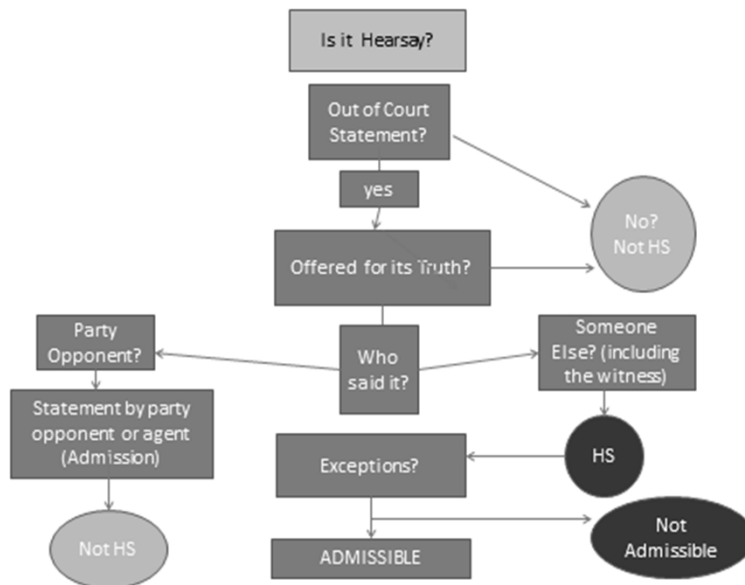 Is it Hearsay?
Out of Court
Statement?
yes
No?
Not HS
Offered for its Truth?
Party
Opponent?
Who
said it?
Someone
Else? (including
the witness)
Statement by party
opponent or agent
(Admission)
Exceptions?
HS
Not HS
ADMISSIBLE
Not
Admissible